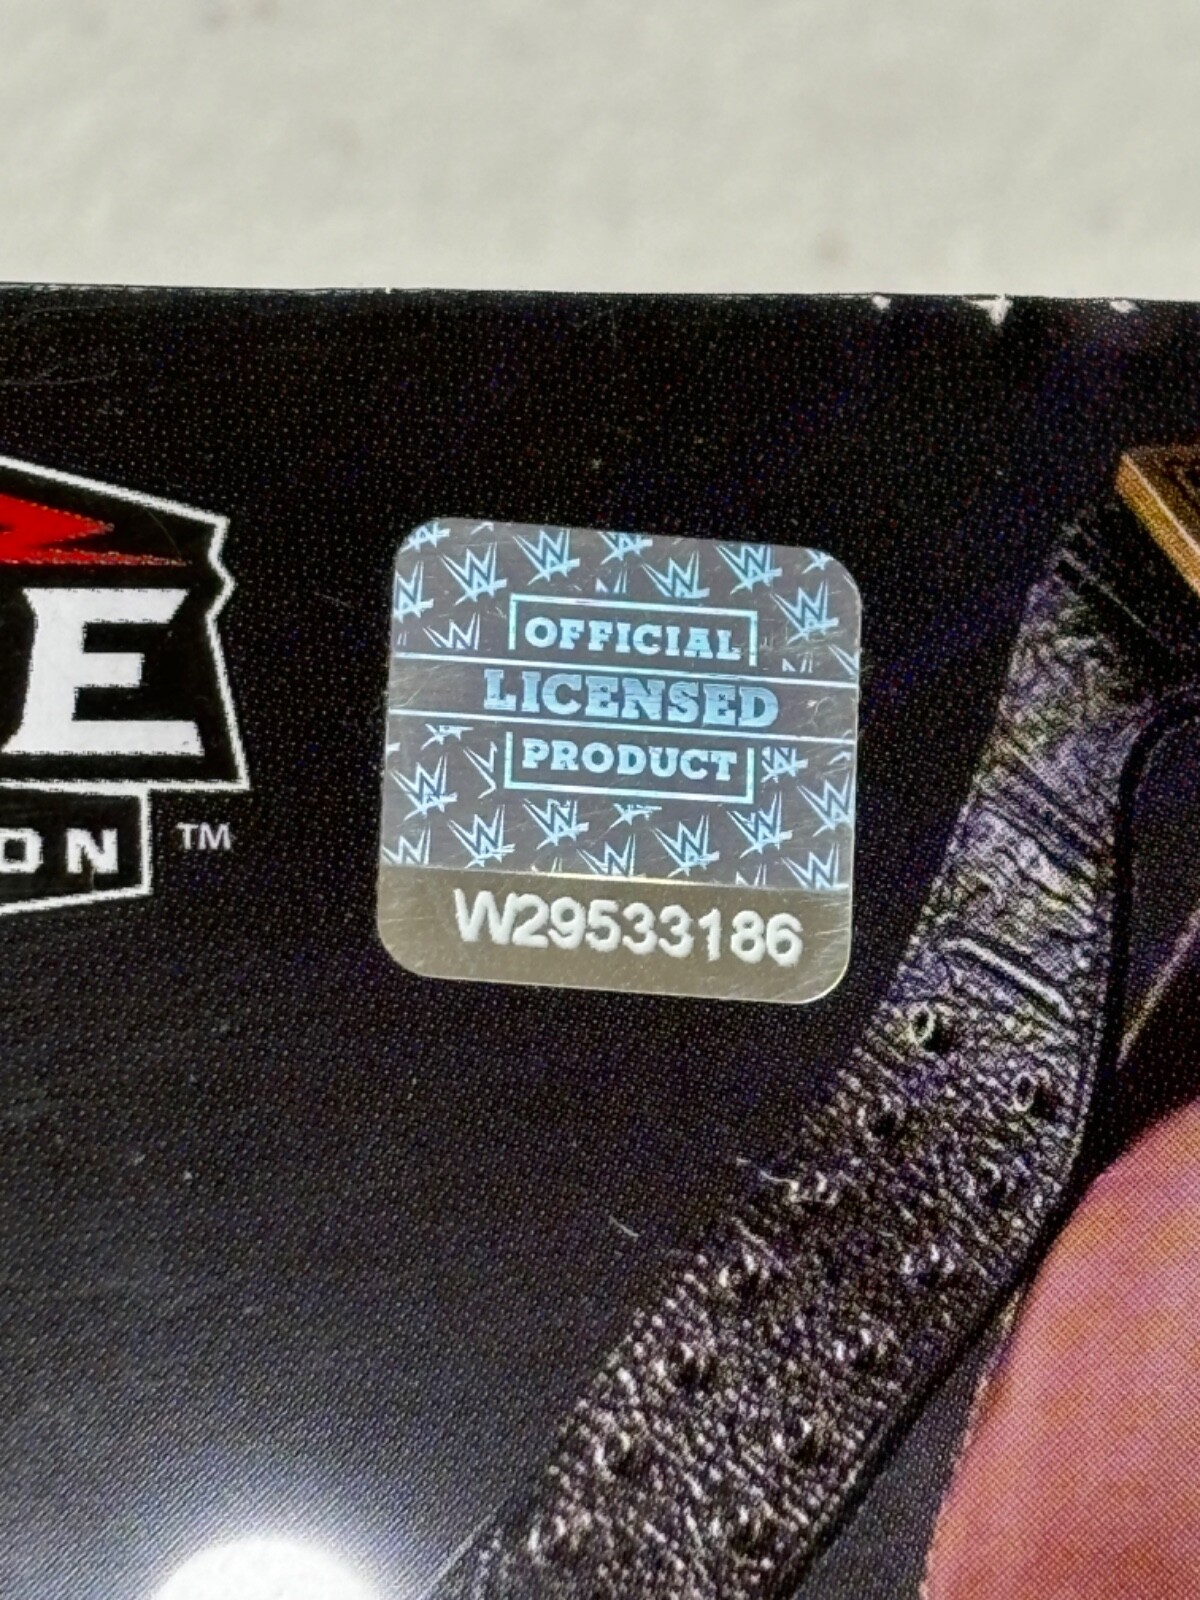 E
ON
TM
OFFICIAL
LICENSED
PRODUCT
W29533186